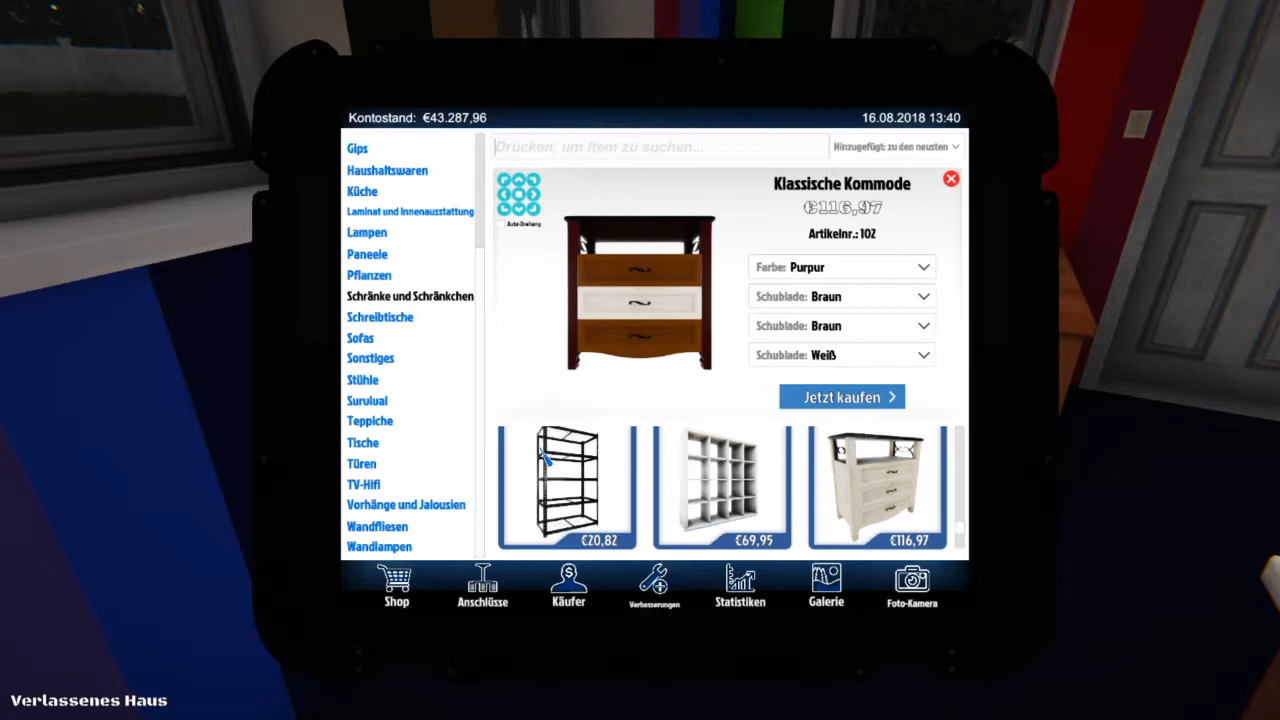 Kontostand: €43.287,96
16.08.2018 13:40
Gips
Haushaltswaren
Küche
Laminat und Innenausstattung
Lampen
Paneele
Pflanzen
Schränke und Schränkchen
Schreibtische
Sofas
Sonstiges
Stühle
Survival
Teppiche
Tische
Türen
TV-Hifi
Vorhänge und Jalousien
Wandfliesen
Wandlampen
Drücken, um Item zu suchen...
Hinzugefügt: zu den neusten
Auto-Drehung
Klassische Kommode
€116,97
Artikelnr.: 102
Farbe: Purpur
Schublade: Braun
Schublade: Braun
Schublade: Weiß
Jetzt kaufen
€20,82
€69,95
€116,97
Shop
Anschlüsse
Käufer
Verbesserungen
Statistiken
Galerie
Foto-Kamera
Verlassenes Haus